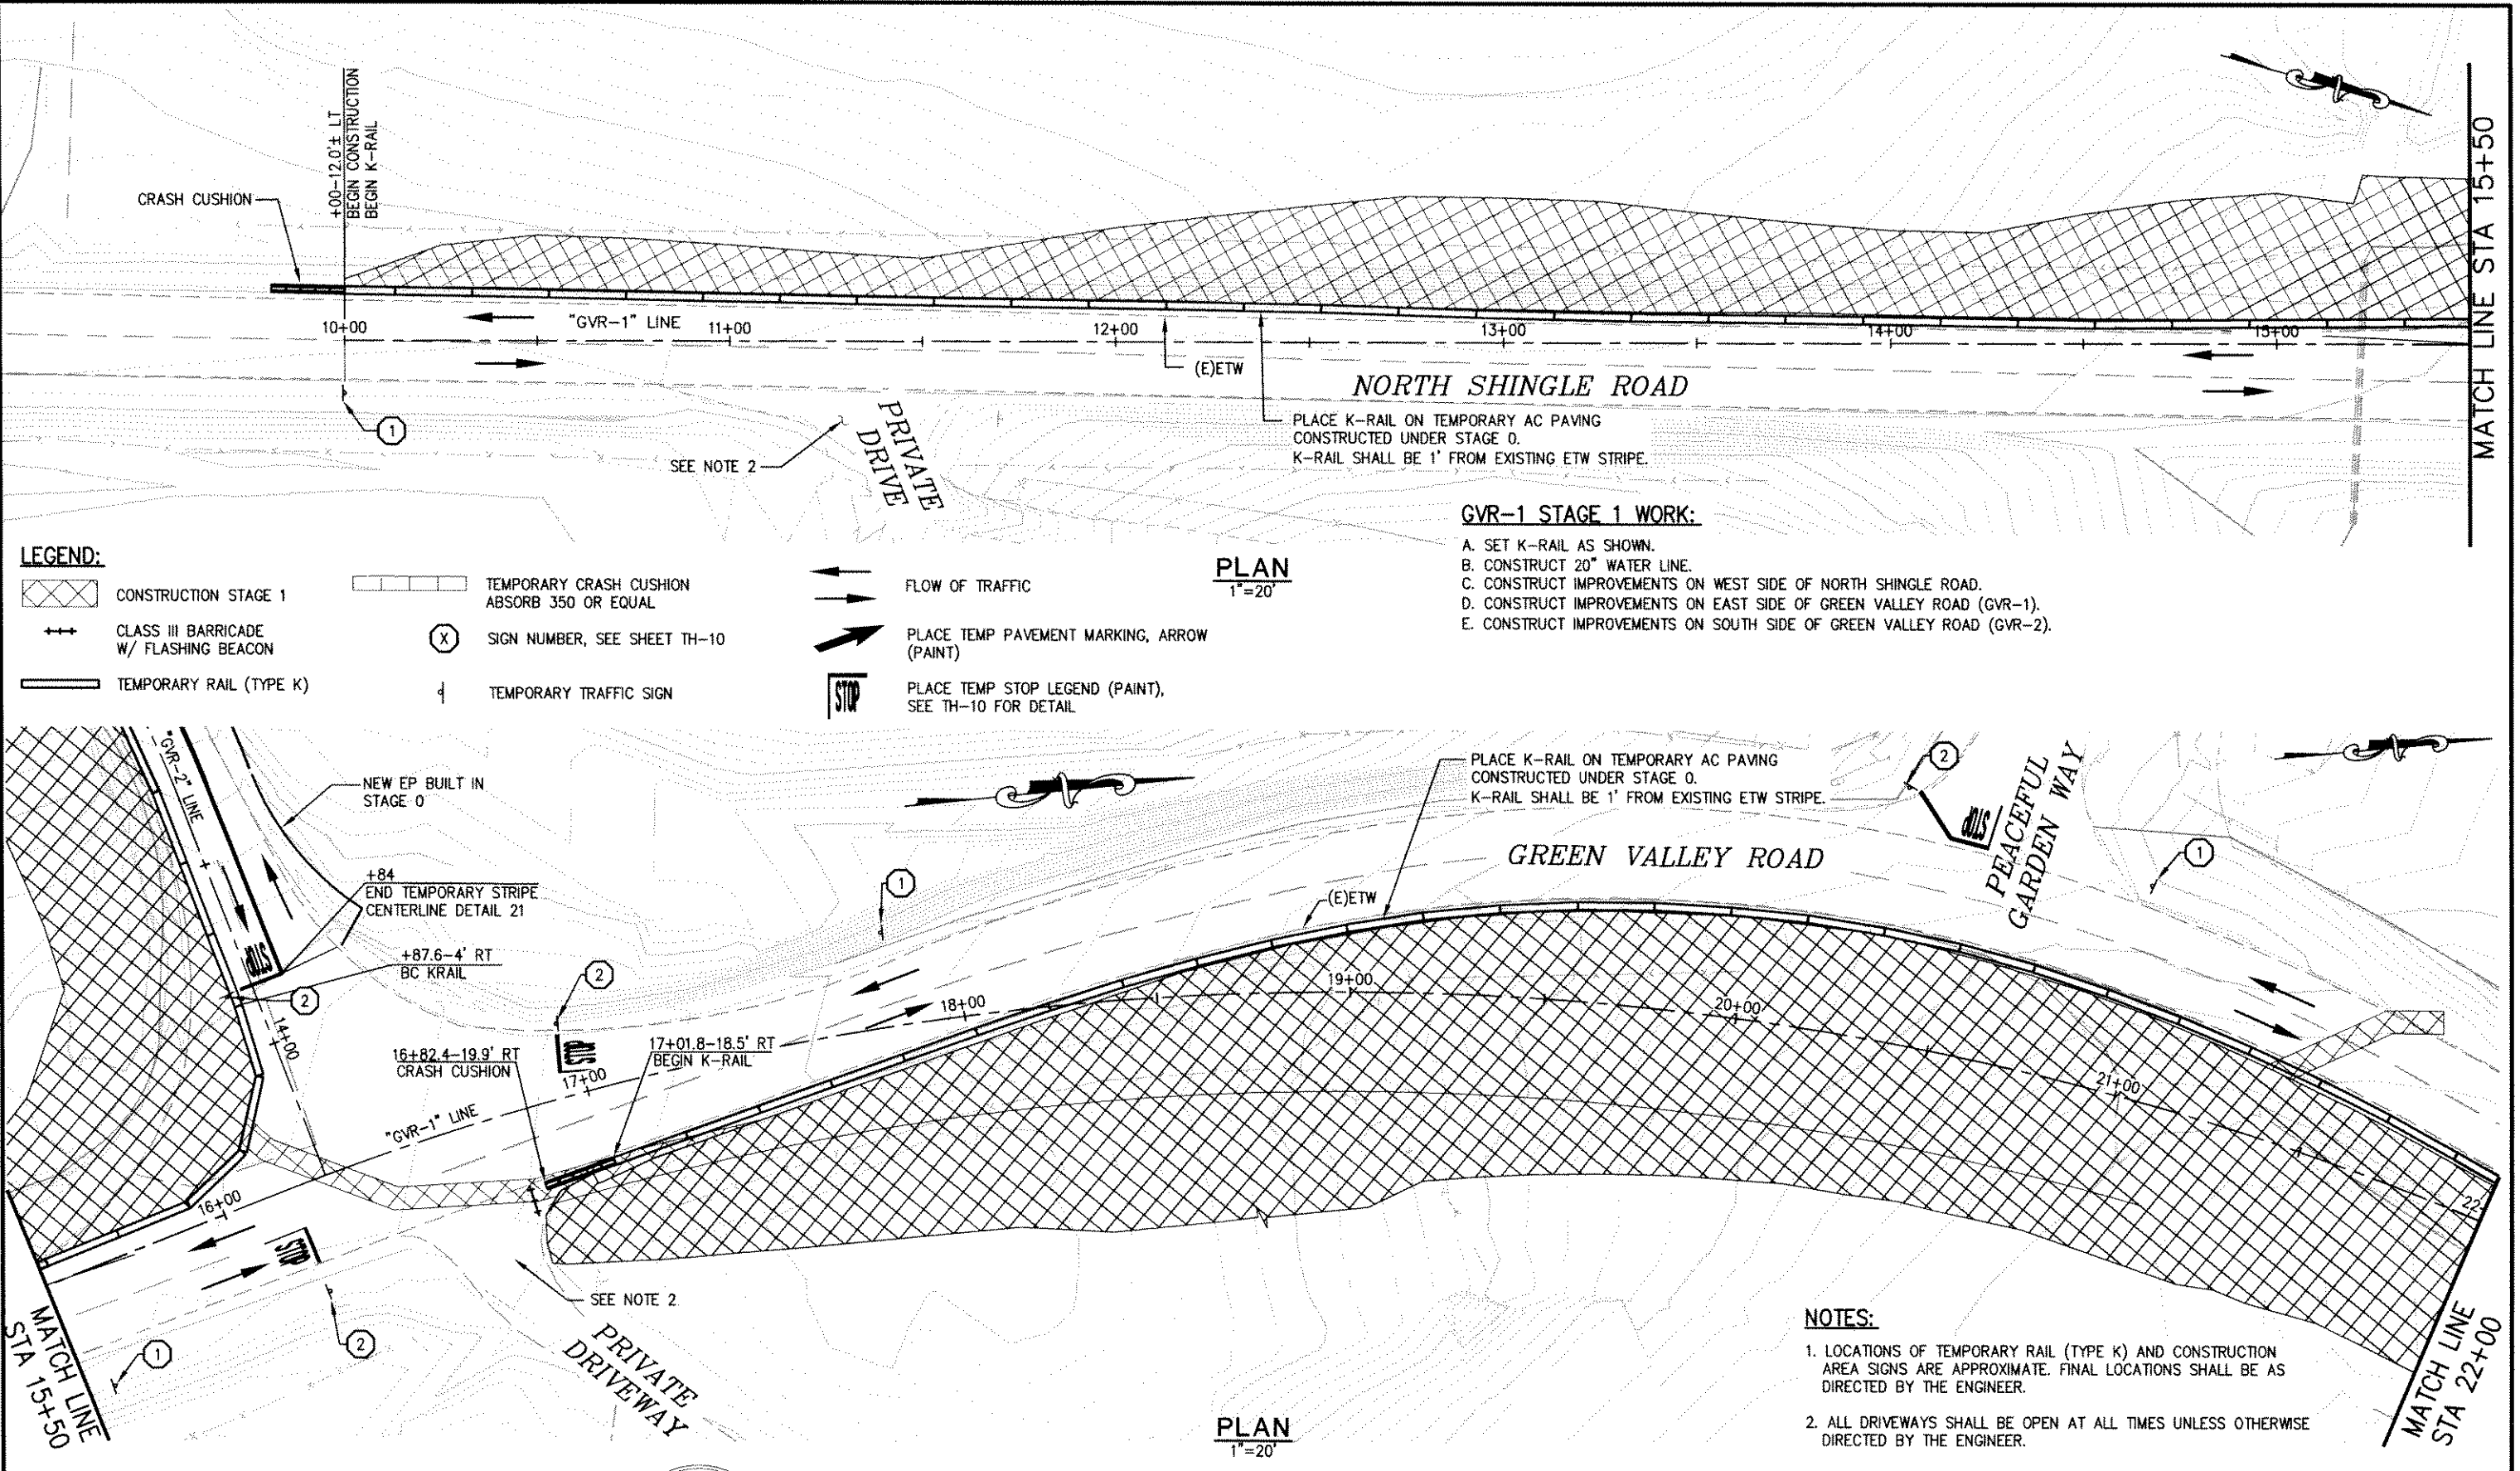 +00-12.0'± LT
BEGIN CONSTRUCTION
BEGIN K-RAIL
CRASH CUSHION
MATCH LINE STA 15+50
10+00
"GVR-1" LINE
11+00
12+00
13+00
14+00
15+00
(E)ETW
NORTH SHINGLE ROAD
1
PRIVATE
DRIVE
SEE NOTE 2
PLACE K-RAIL ON TEMPORARY AC PAVING
CONSTRUCTED UNDER STAGE 0.
K-RAIL SHALL BE 1' FROM EXISTING ETW STRIPE.
GVR-1 STAGE 1 WORK:
A. SET K-RAIL AS SHOWN.
B. CONSTRUCT 20" WATER LINE.
C. CONSTRUCT IMPROVEMENTS ON WEST SIDE OF NORTH SHINGLE ROAD.
D. CONSTRUCT IMPROVEMENTS ON EAST SIDE OF GREEN VALLEY ROAD (GVR-1).
E. CONSTRUCT IMPROVEMENTS ON SOUTH SIDE OF GREEN VALLEY ROAD (GVR-2).
PLAN
1"=20'
LEGEND:
CONSTRUCTION STAGE 1
CLASS III BARRICADE
W/ FLASHING BEACON
TEMPORARY RAIL (TYPE K)
TEMPORARY CRASH CUSHION
ABSORB 350 OR EQUAL
X
SIGN NUMBER, SEE SHEET TH-10
TEMPORARY TRAFFIC SIGN
FLOW OF TRAFFIC
PLACE TEMP PAVEMENT MARKING, ARROW
(PAINT)
STOP
PLACE TEMP STOP LEGEND (PAINT),
SEE TH-10 FOR DETAIL
"GVR-2" LINE
NEW EP BUILT IN
STAGE 0
+84
END TEMPORARY STRIPE
CENTERLINE DETAIL 21
+87.6-4' RT
BC KRAIL
STOP
2
14+00
1
2
16+82.4-19.9' RT
CRASH CUSHION
STOP
17+01.8-18.5' RT
BEGIN K-RAIL
17+00
"GVR-1" LINE
16+00
STOP
2
1
MATCH LINE
STA 15+50
SEE NOTE 2
PRIVATE
DRIVEWAY
18+00
19+00
20+00
21+00
22
(E)ETW
PLACE K-RAIL ON TEMPORARY AC PAVING
CONSTRUCTED UNDER STAGE 0.
K-RAIL SHALL BE 1' FROM EXISTING ETW STRIPE.
GREEN VALLEY ROAD
2
STOP
PEACEFUL
GARDEN WAY
1
PLAN
1"=20'
NOTES:
1. LOCATIONS OF TEMPORARY RAIL (TYPE K) AND CONSTRUCTION
AREA SIGNS ARE APPROXIMATE. FINAL LOCATIONS SHALL BE AS
DIRECTED BY THE ENGINEER.
2. ALL DRIVEWAYS SHALL BE OPEN AT ALL TIMES UNLESS OTHERWISE
DIRECTED BY THE ENGINEER.
MATCH LINE
STA 22+00